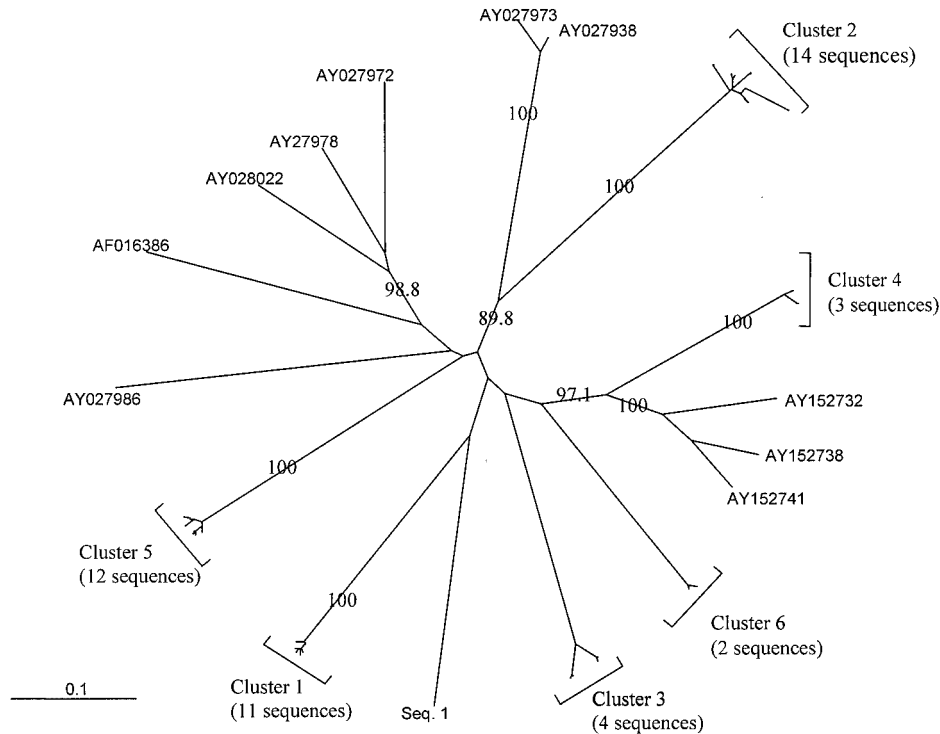 AY027973
AY027938
Cluster 2
(14 sequences)
AY027972
100
AY27978
AY028022
100
AF016386
Cluster 4
(3 sequences)
98.8
89.8
100
AY027986
97.1
100
AY152732
AY152738
100
AY152741
Cluster 5
(12 sequences)
100
Cluster 6
(2 sequences)
0.1
Cluster 1
(11 sequences)
Seq. 1
Cluster 3
(4 sequences)